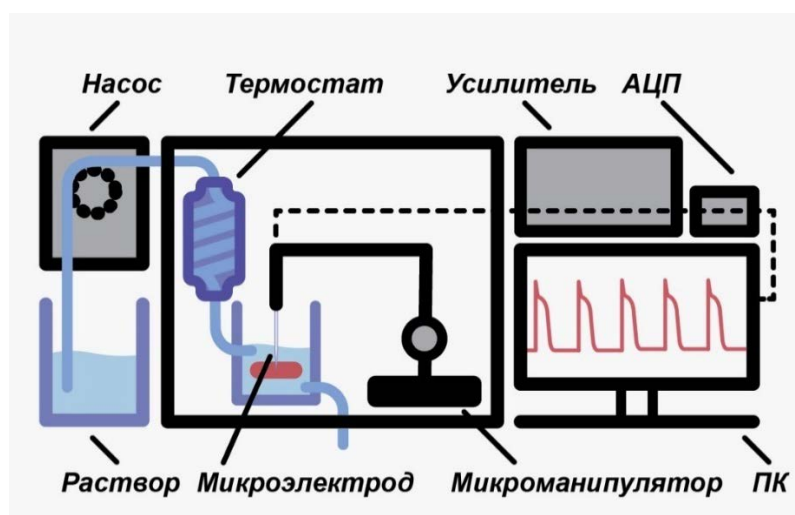 Насос Термостат Усилитель АЦП
Раствор Микроэлектрод Микроманипулятор ПК